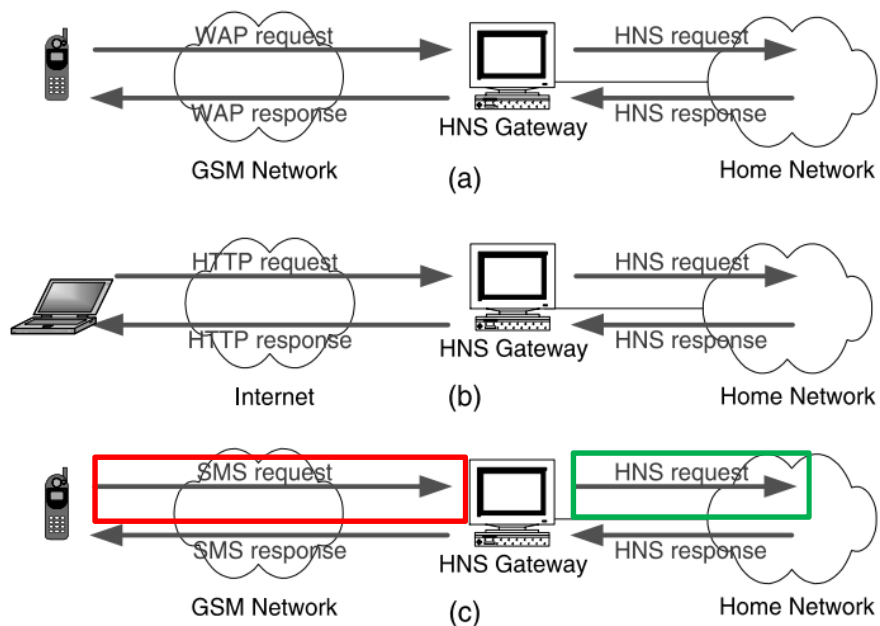 WAP request
HNS request
WAP response
HNS response
HNS Gateway
GSM Network
Home Network
(a)
HTTP request
HNS request
HTTP response
HNS response
HNS Gateway
Internet
Home Network
(b)
SMS request
HNS request
SMS response
HNS response
HNS Gateway
GSM Network
Home Network
(c)